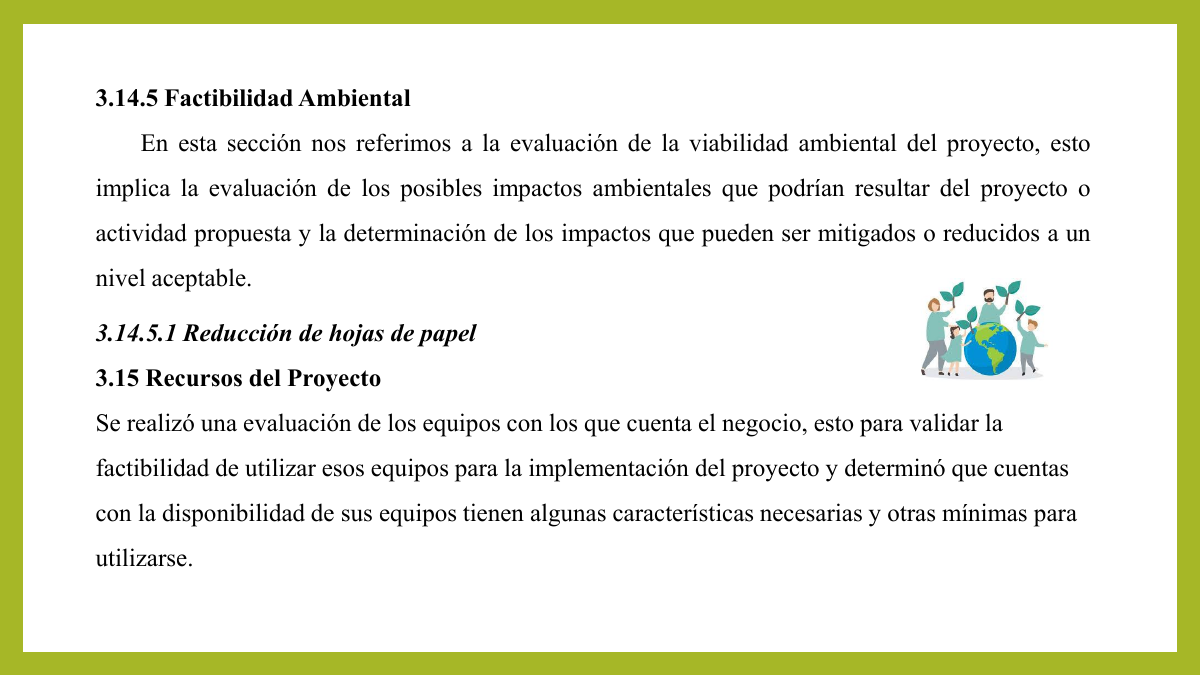 3.14.5 Factibilidad Ambiental
En esta sección nos referimos a la evaluación de la viabilidad ambiental del proyecto, esto
implica la evaluación de los posibles impactos ambientales que podrían resultar del proyecto o
actividad propuesta y la determinación de los impactos que pueden ser mitigados o reducidos a un
nivel aceptable.
3.14.5.1 Reducción de hojas de papel
3.15 Recursos del Proyecto
Se realizó una evaluación de los equipos con los que cuenta el negocio, esto para validar la
factibilidad de utilizar esos equipos para la implementación del proyecto y determinó que cuentas
con la disponibilidad de sus equipos tienen algunas características necesarias y otras mínimas para
utilizarse.